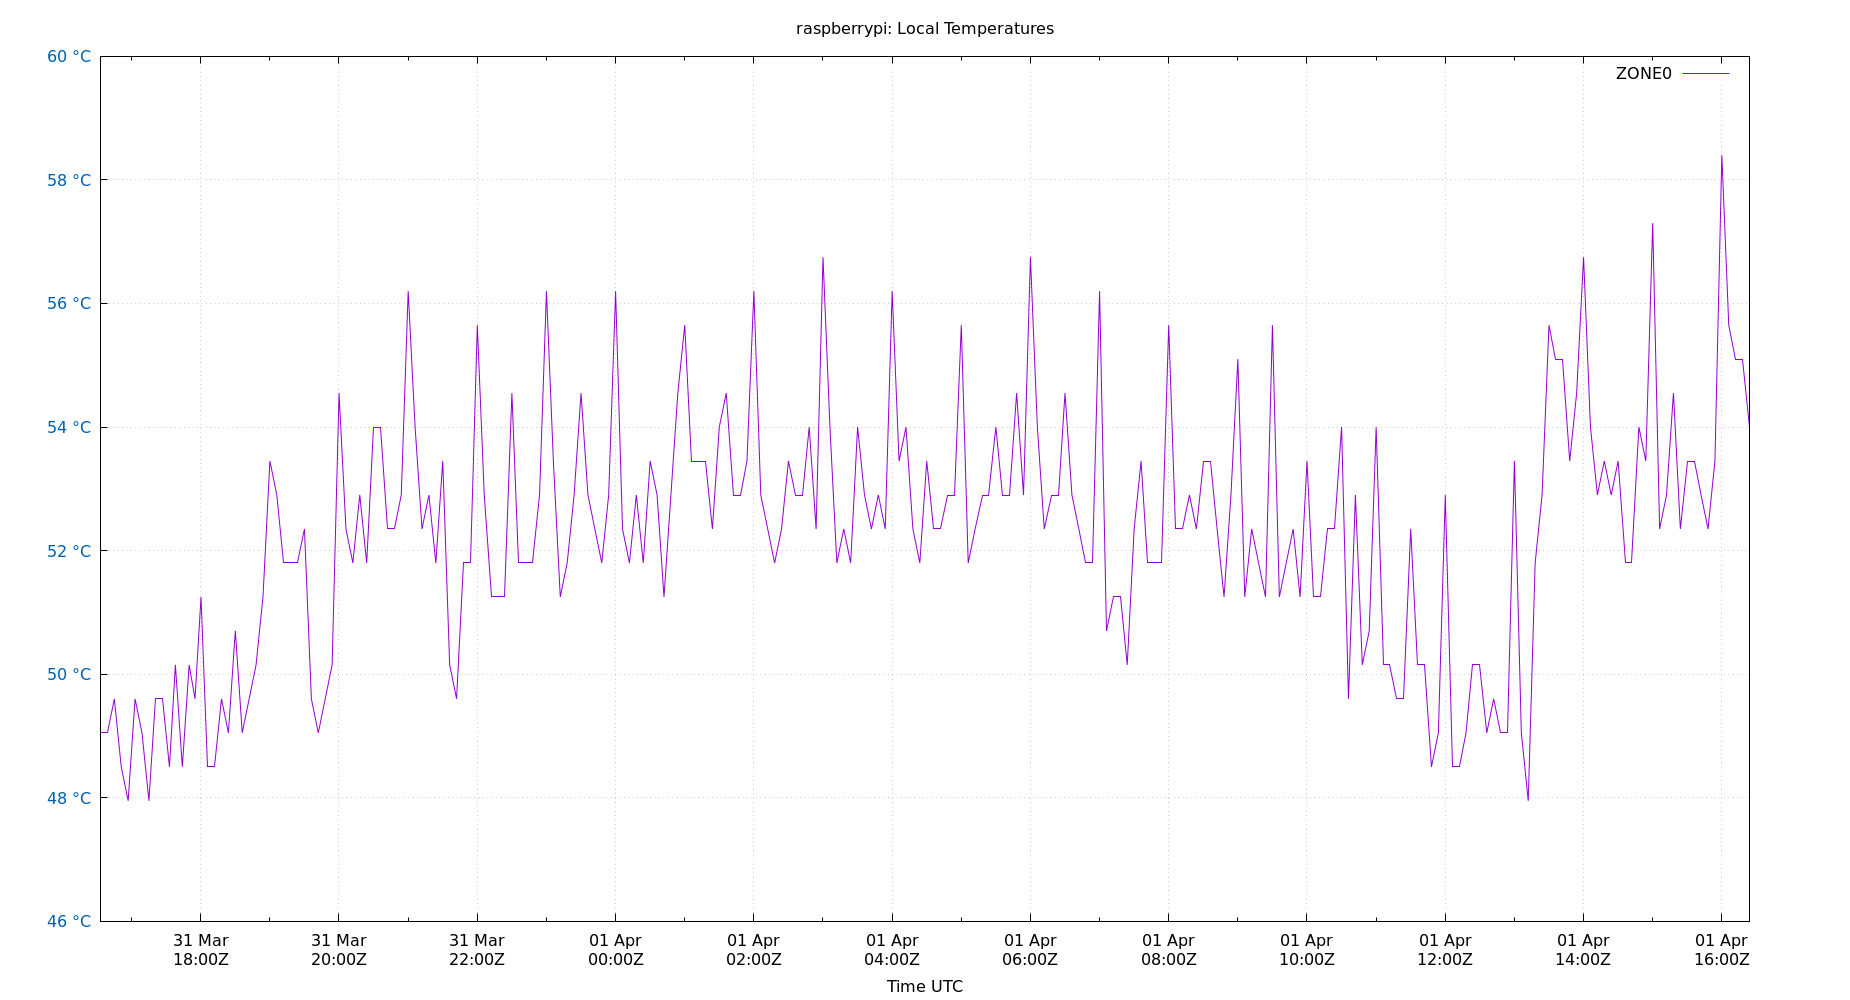 raspberrypi: Local Temperatures
60 °C
ZONE0
58 °C
56 °C
54 °C
52 °C
50 °C
48 °C
46 °C
31 Mar 31 Mar 31 Mar 01 Apr 01 Apr 01 Apr 01 Apr 01 Apr 01 Apr 01 Apr 01 Apr 01 Apr
18:00Z 20:00Z 22:00Z 00:00Z 02:00Z 04:00Z 06:00Z 08:00Z 10:00Z 12:00Z 14:00Z 16:00Z
Time UTC